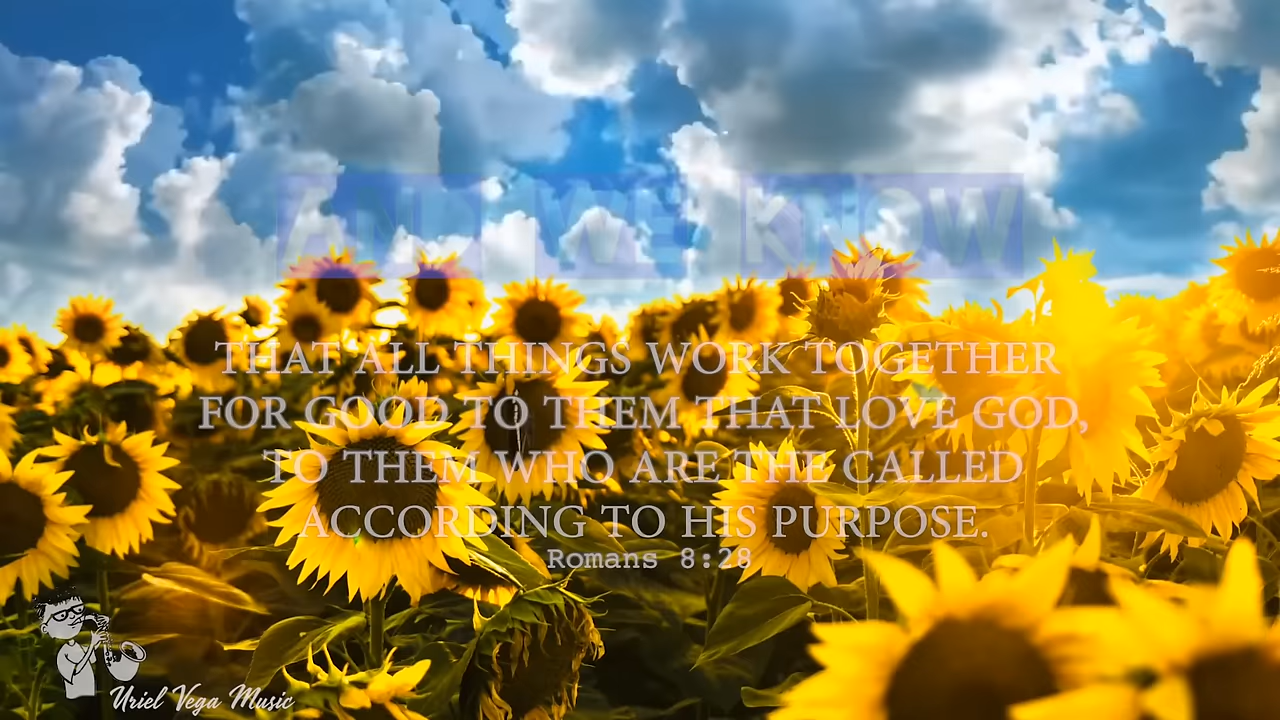 AND WE KNOW
THAT ALL THINGS WORK TOGETHER
FOR GOOD TO THEM THAT LOVE GOD,
TO THEM WHO ARE THE CALLED
ACCORDING TO HIS PURPOSE.
Romans 8:28
Uriel Vega Music